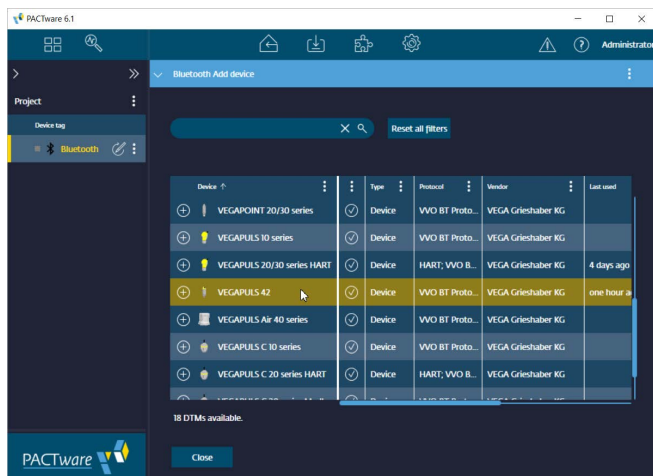 PACTware 6.1
Administrator
Bluetooth Add device
Project
Device tag
Bluetooth
Reset all filters
Device Type Protocol Vendor Last used
VEGAPOINT 20/30 series Device VVO BT Proto... VEGA Grieshaber KG
VEGAPULS 10 series Device VVO BT Proto... VEGA Grieshaber KG
VEGAPULS 20/30 series HART Device HART; VVO B... VEGA Grieshaber KG 4 days ago
VEGAPULS 42 Device VVO BT Proto... VEGA Grieshaber KG one hour a
VEGAPULS Air 40 series Device VVO BT Proto... VEGA Grieshaber KG
VEGAPULS C 10 series Device VVO BT Proto... VEGA Grieshaber KG
VEGAPULS C 20 series HART Device HART; VVO B... VEGA Grieshaber KG
18 DTMs available.
Close
PACTware